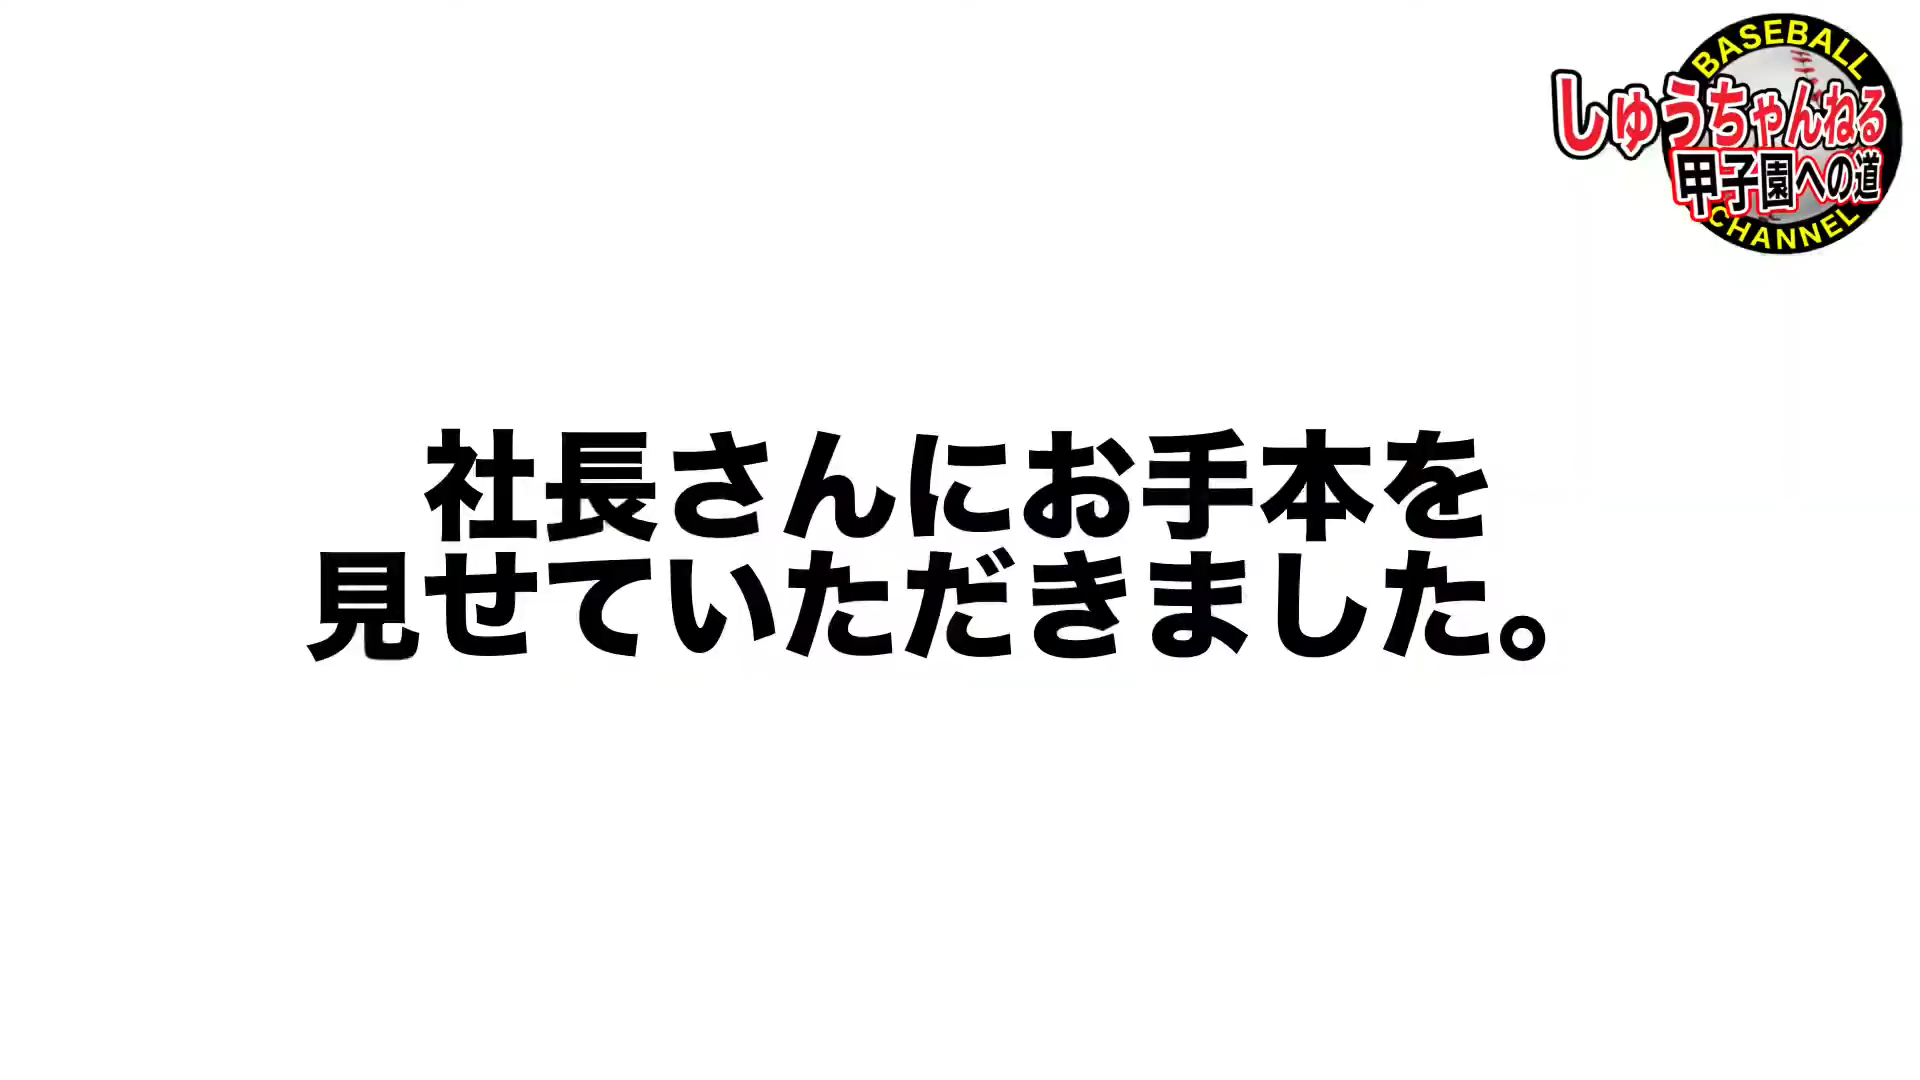 BASEBALL
しゅうちゃんねる
甲子園への道
CHANNEL
社長さんにお手本を
見せていただきました。